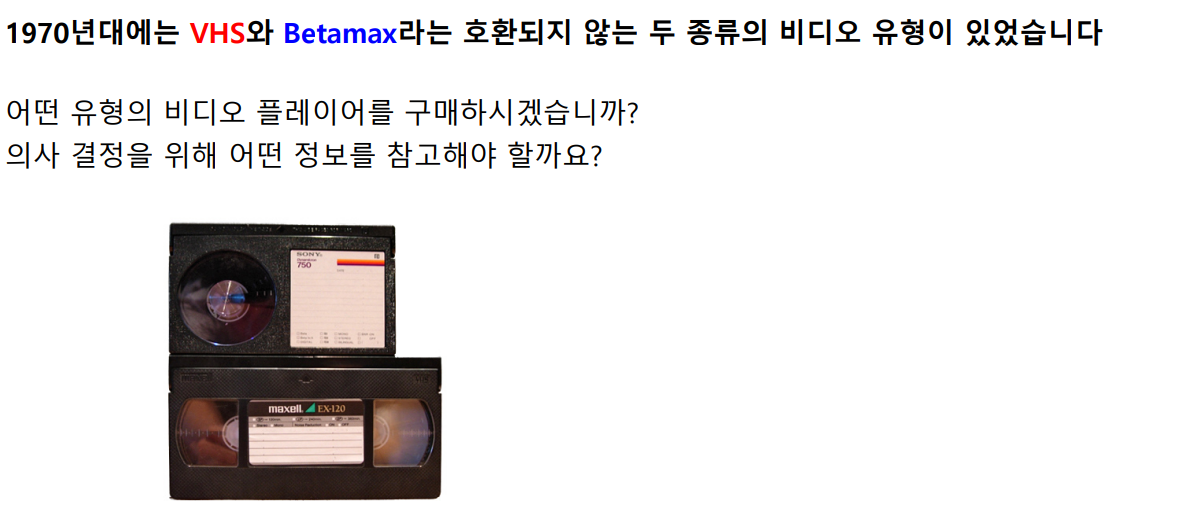 1970년대에는 VHS와 Betamax라는 호환되지 않는 두 종류의 비디오 유형이 있었습니다
어떤 유형의 비디오 플레이어를 구매하시겠습니까?
의사 결정을 위해 어떤 정보를 참고해야 할까요?
SONY
750
maxell EX-120